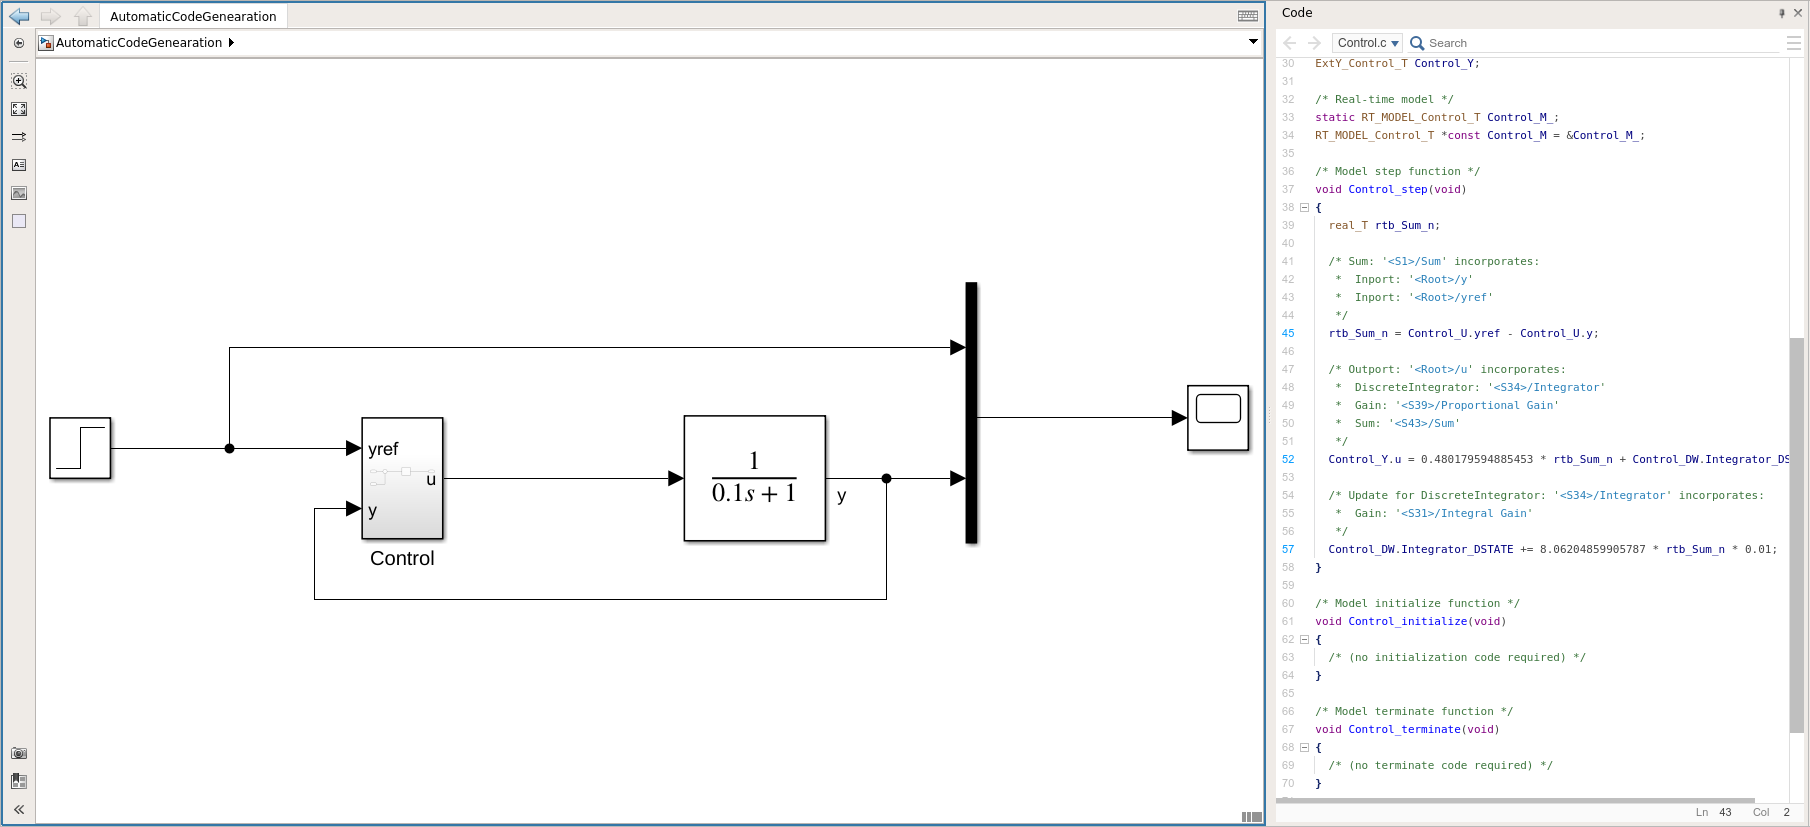 AutomaticCodeGenearation
AutomaticCodeGenearation
yref
u
y
Control
1
0.1s + 1
y
Code
Control.c
Search
30 ExtY_Control_T Control_Y;
31
32 /* Real-time model */
33 static RT_MODEL_Control_T Control_M_;
34 RT_MODEL_Control_T *const Control_M = &Control_M_;
35
36 /* Model step function */
37 void Control_step(void)
38 {
39 real_T rtb_Sum_n;
40
41 /* Sum: '<S1>/Sum' incorporates:
42 * Inport: '<Root>/y'
43 * Inport: '<Root>/yref'
44 */
45 rtb_Sum_n = Control_U.yref - Control_U.y;
46
47 /* Outport: '<Root>/u' incorporates:
48 * DiscreteIntegrator: '<S34>/Integrator'
49 * Gain: '<S39>/Proportional Gain'
50 * Sum: '<S43>/Sum'
51 */
52 Control_Y.u = 0.480179594885453 * rtb_Sum_n + Control_DW.Integrator_DS
53
54 /* Update for DiscreteIntegrator: '<S34>/Integrator' incorporates:
55 * Gain: '<S31>/Integral Gain'
56 */
57 Control_DW.Integrator_DSTATE += 8.06204859905787 * rtb_Sum_n * 0.01;
58 }
59
60 /* Model initialize function */
61 void Control_initialize(void)
62 {
63 /* (no initialization code required) */
64 }
65
66 /* Model terminate function */
67 void Control_terminate(void)
68 {
69 /* (no terminate code required) */
70 }
Ln 43 Col 2